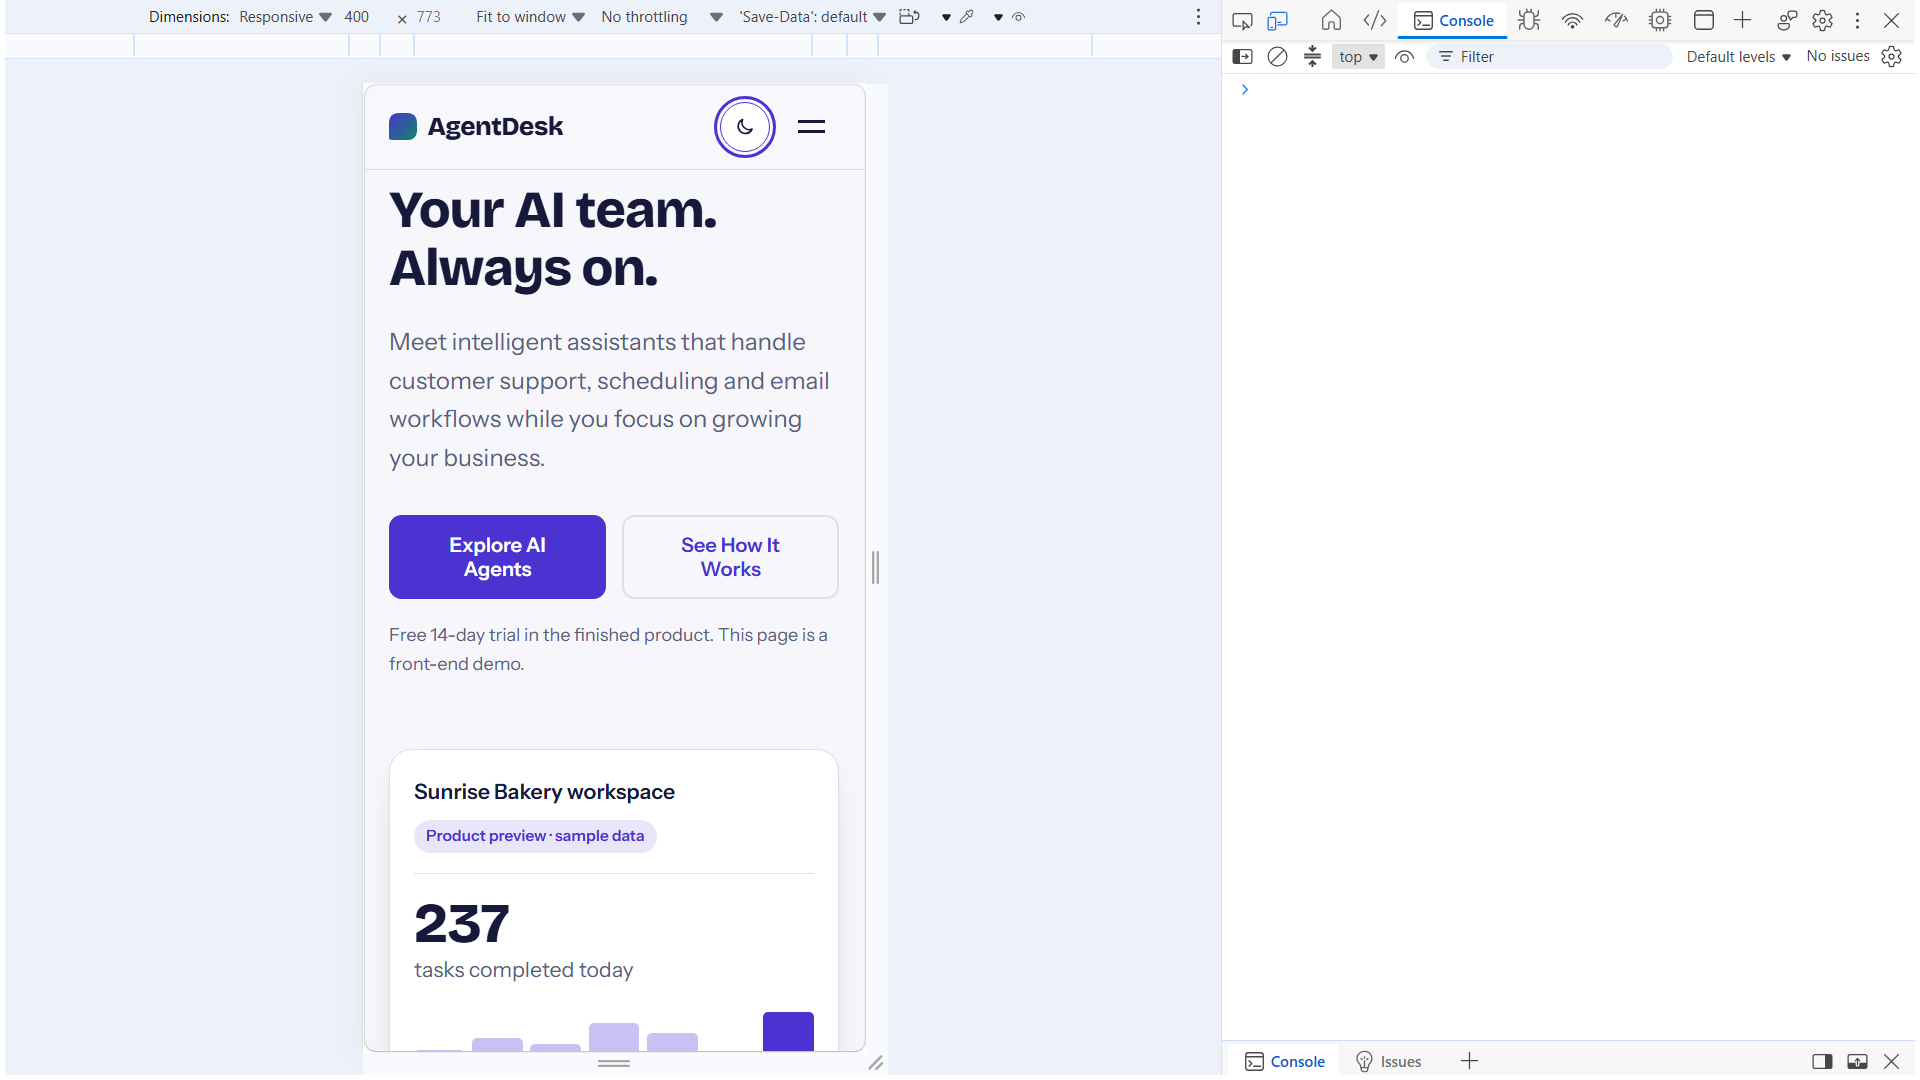 Dimensions: Responsive 400 × 773 Fit to window No throttling 'Save-Data': default
Console
top Filter Default levels No issues
AgentDesk
Your AI team.
Always on.
Meet intelligent assistants that handle
customer support, scheduling and email
workflows while you focus on growing
your business.
Explore AI
Agents
See How It
Works
Free 14-day trial in the finished product. This page is a
front-end demo.
Sunrise Bakery workspace
Product preview · sample data
237
tasks completed today
Console Issues